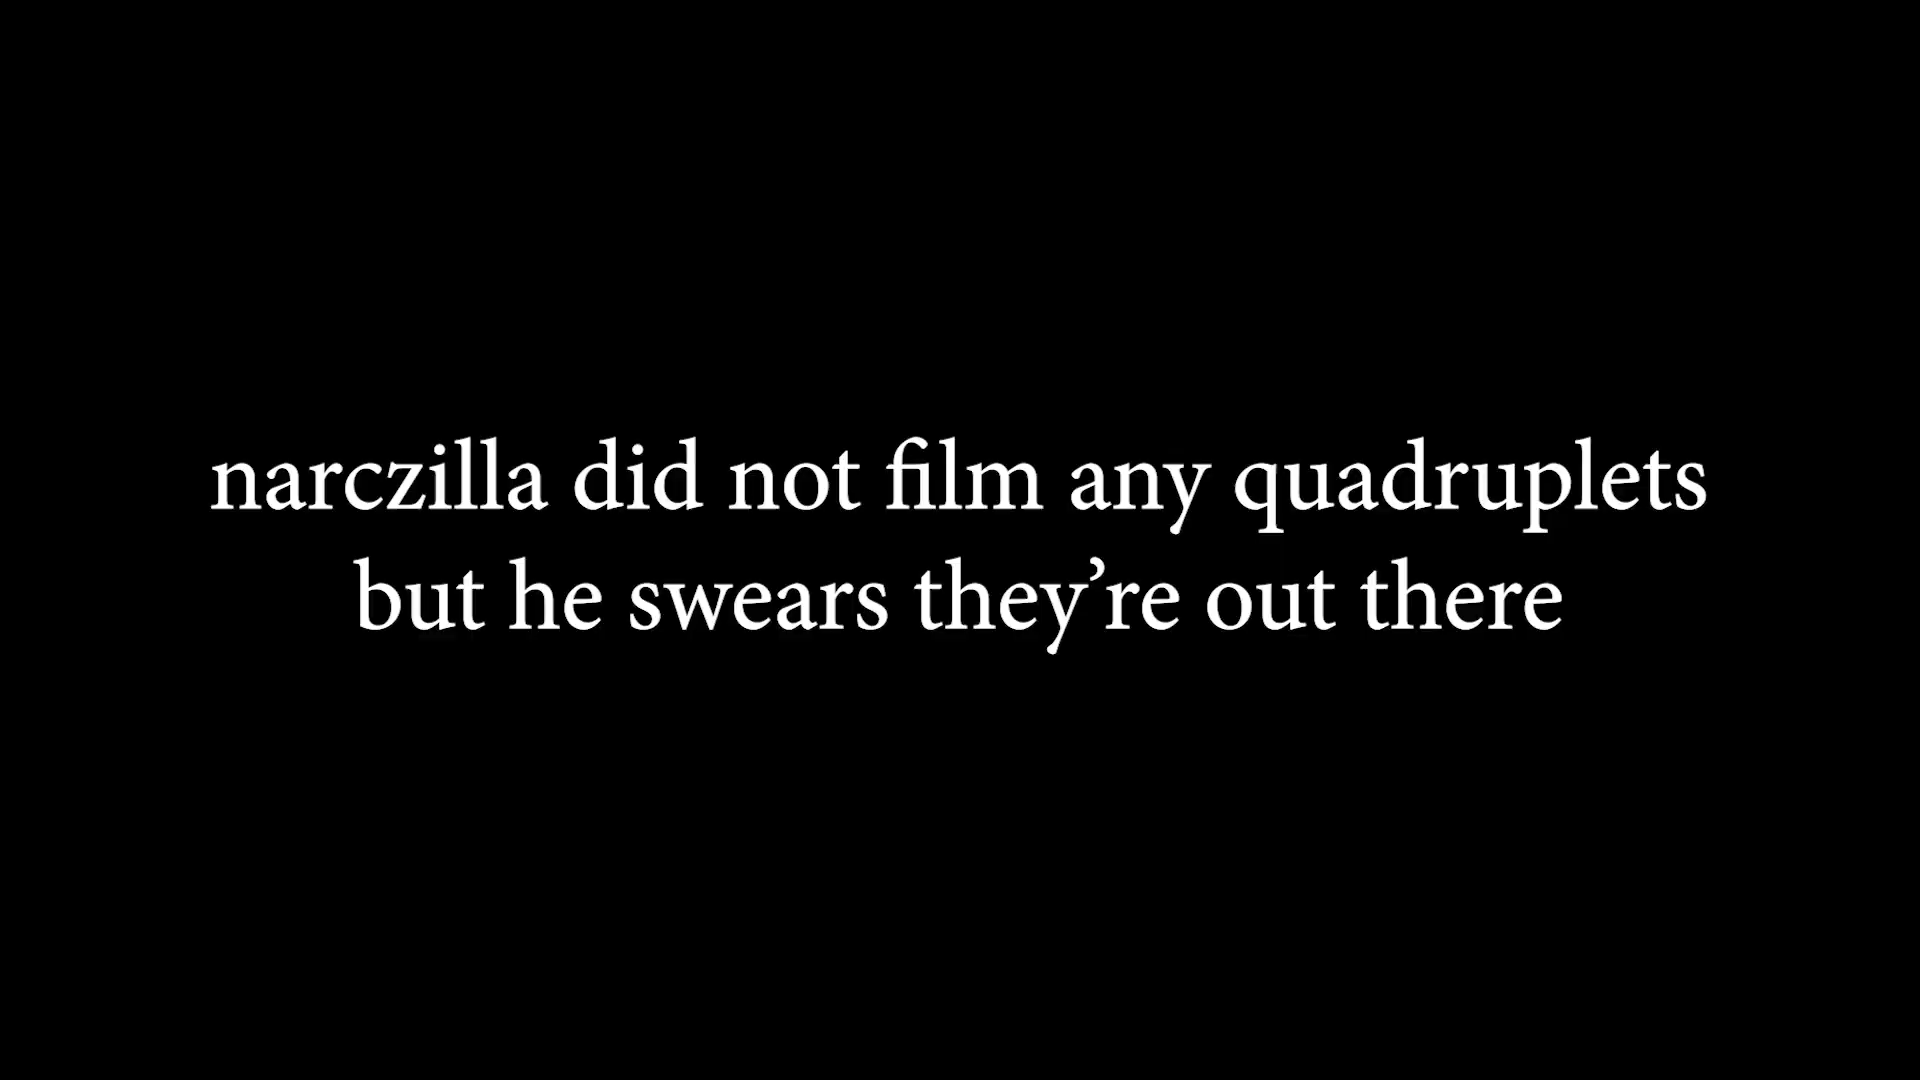 narczilla did not film any quadruplets
but he swears they’re out there